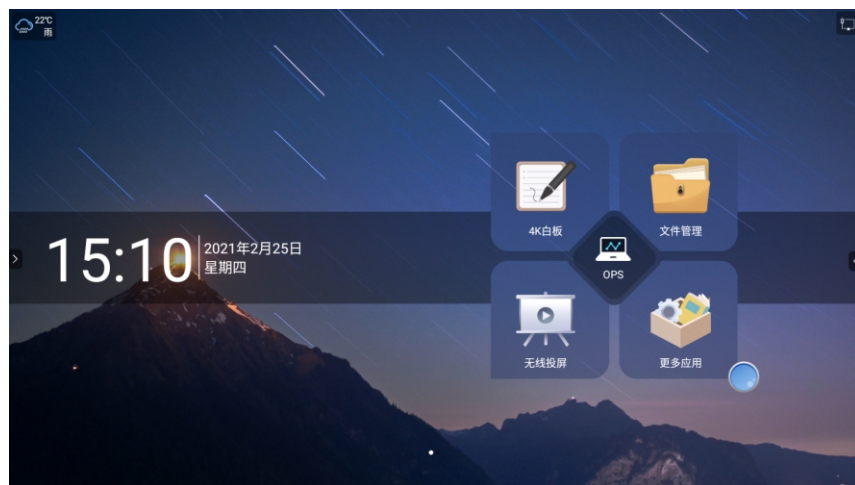 22℃
雨
15:10
2021年2月25日
星期四
4K白板
文件管理
OPS
无线投屏
更多应用